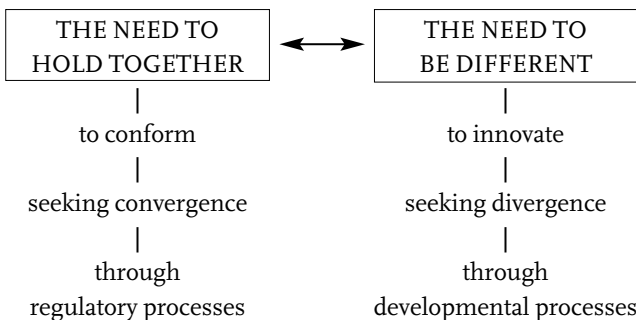 THE NEED TO
HOLD TOGETHER
to conform
seeking convergence
through
regulatory processes
THE NEED TO
BE DIFFERENT
to innovate
seeking divergence
through
developmental processes